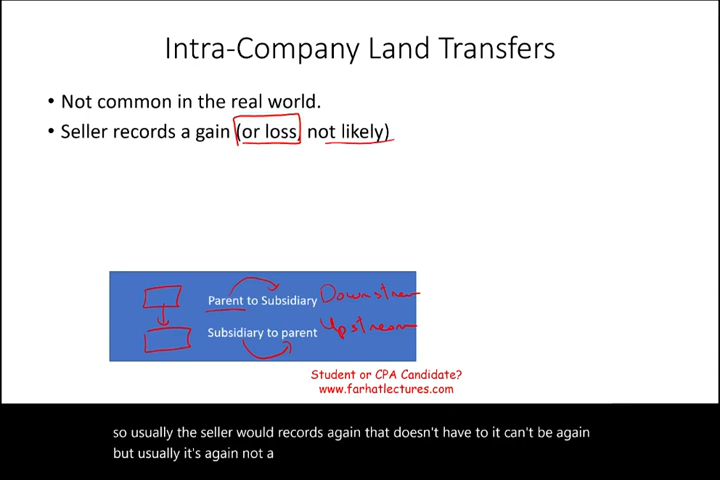 Intra-Company Land Transfers
• Not common in the real world.
• Seller records a gain (or loss, not likely)
Parent to Subsidiary Downstream
Subsidiary to parent Upstream
Student or CPA Candidate?
www.farhatlectures.com
so usually the seller would records again that doesn't have to it can't be again
but usually it's again not a